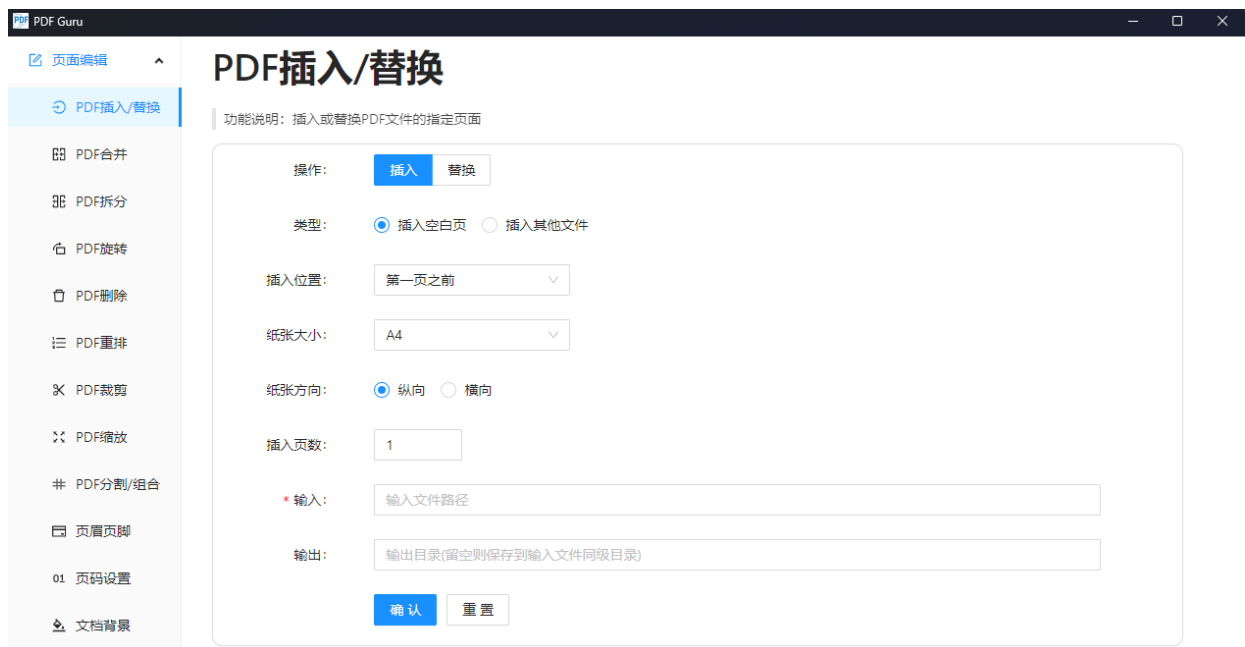 PDF PDF Guru
页面编辑
PDF插入/替换
PDF合并
PDF拆分
PDF旋转
PDF删除
PDF重排
PDF裁剪
PDF缩放
PDF分割/组合
页眉页脚
01 页码设置
文档背景
PDF插入/替换
功能说明：插入或替换PDF文件的指定页面
操作： 插入 替换
类型： 插入空白页 插入其他文件
插入位置： 第一页之前
纸张大小： A4
纸张方向： 纵向 横向
插入页数： 1
* 输入： 输入文件路径
输出： 输出目录(留空则保存到输入文件同级目录)
确 认 重 置